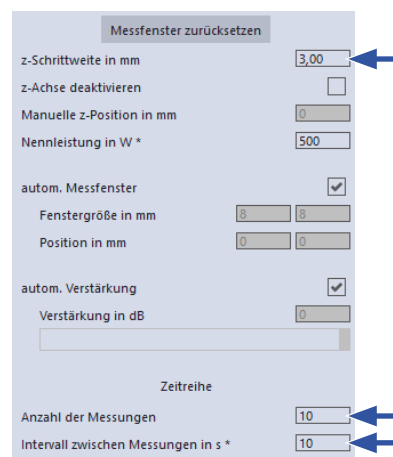 Messfenster zurücksetzen
z-Schrittweite in mm 3,00
z-Achse deaktivieren
Manuelle z-Position in mm 0
Nennleistung in W * 500
autom. Messfenster
Fenstergröße in mm 8 8
Position in mm 0 0
autom. Verstärkung
Verstärkung in dB 0
Zeitreihe
Anzahl der Messungen 10
Intervall zwischen Messungen in s * 10